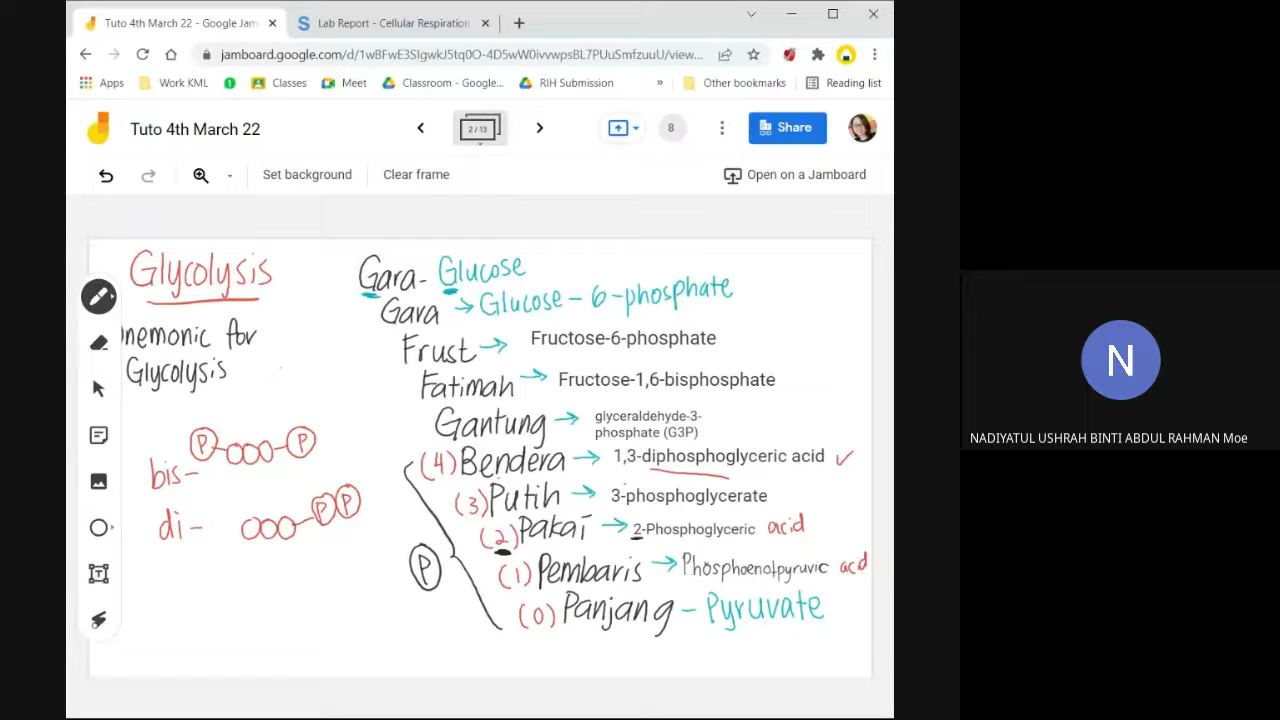 Tuto 4th March 22 - Google Jam
Lab Report - Cellular Respiration
jamboard.google.com/d/1wBFwE3SIgwkJ5tq0O-4D5wW0ivvwpsBL7PUuSmfzuuU/view...
Apps Work KML 1 Classes Meet Classroom - Google... RIH Submission » Other bookmarks Reading list
Tuto 4th March 22
2 / 13
8
Share
Set background
Clear frame
Open on a Jamboard
Glycolysis
nemonic for
Glycolysis
bis- P P
di- P P
Gara - Glucose
Gara → Glucose - 6 - phosphate
Frust → Fructose-6-phosphate
Fatimah → Fructose-1,6-bisphosphate
Gantung → glyceraldehyde-3-
phosphate (G3P)
(4) Bendera → 1,3-diphosphoglyceric acid ✓
(3) Putih → 3-phosphoglycerate
(2) Pakai → 2-Phosphoglyceric acid
(1) Pembaris → Phosphoenolpyruvic acd
(0) Panjang - Pyruvate
P
N
NADIYATUL USHRAH BINTI ABDUL RAHMAN Moe